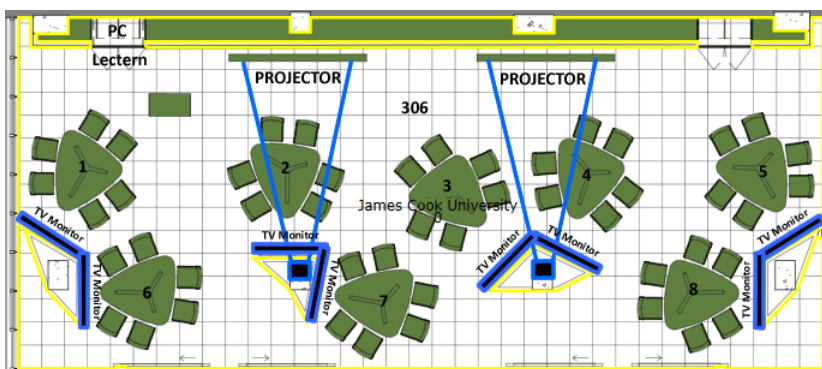 PC
Lectern
PROJECTOR
PROJECTOR
306
1
2
3
4
5
James Cook University
0
TV Monitor
TV Monitor
TV Monitor
TV Monitor
TV Monitor
TV Monitor
TV Monitor
TV Monitor
6
7
8